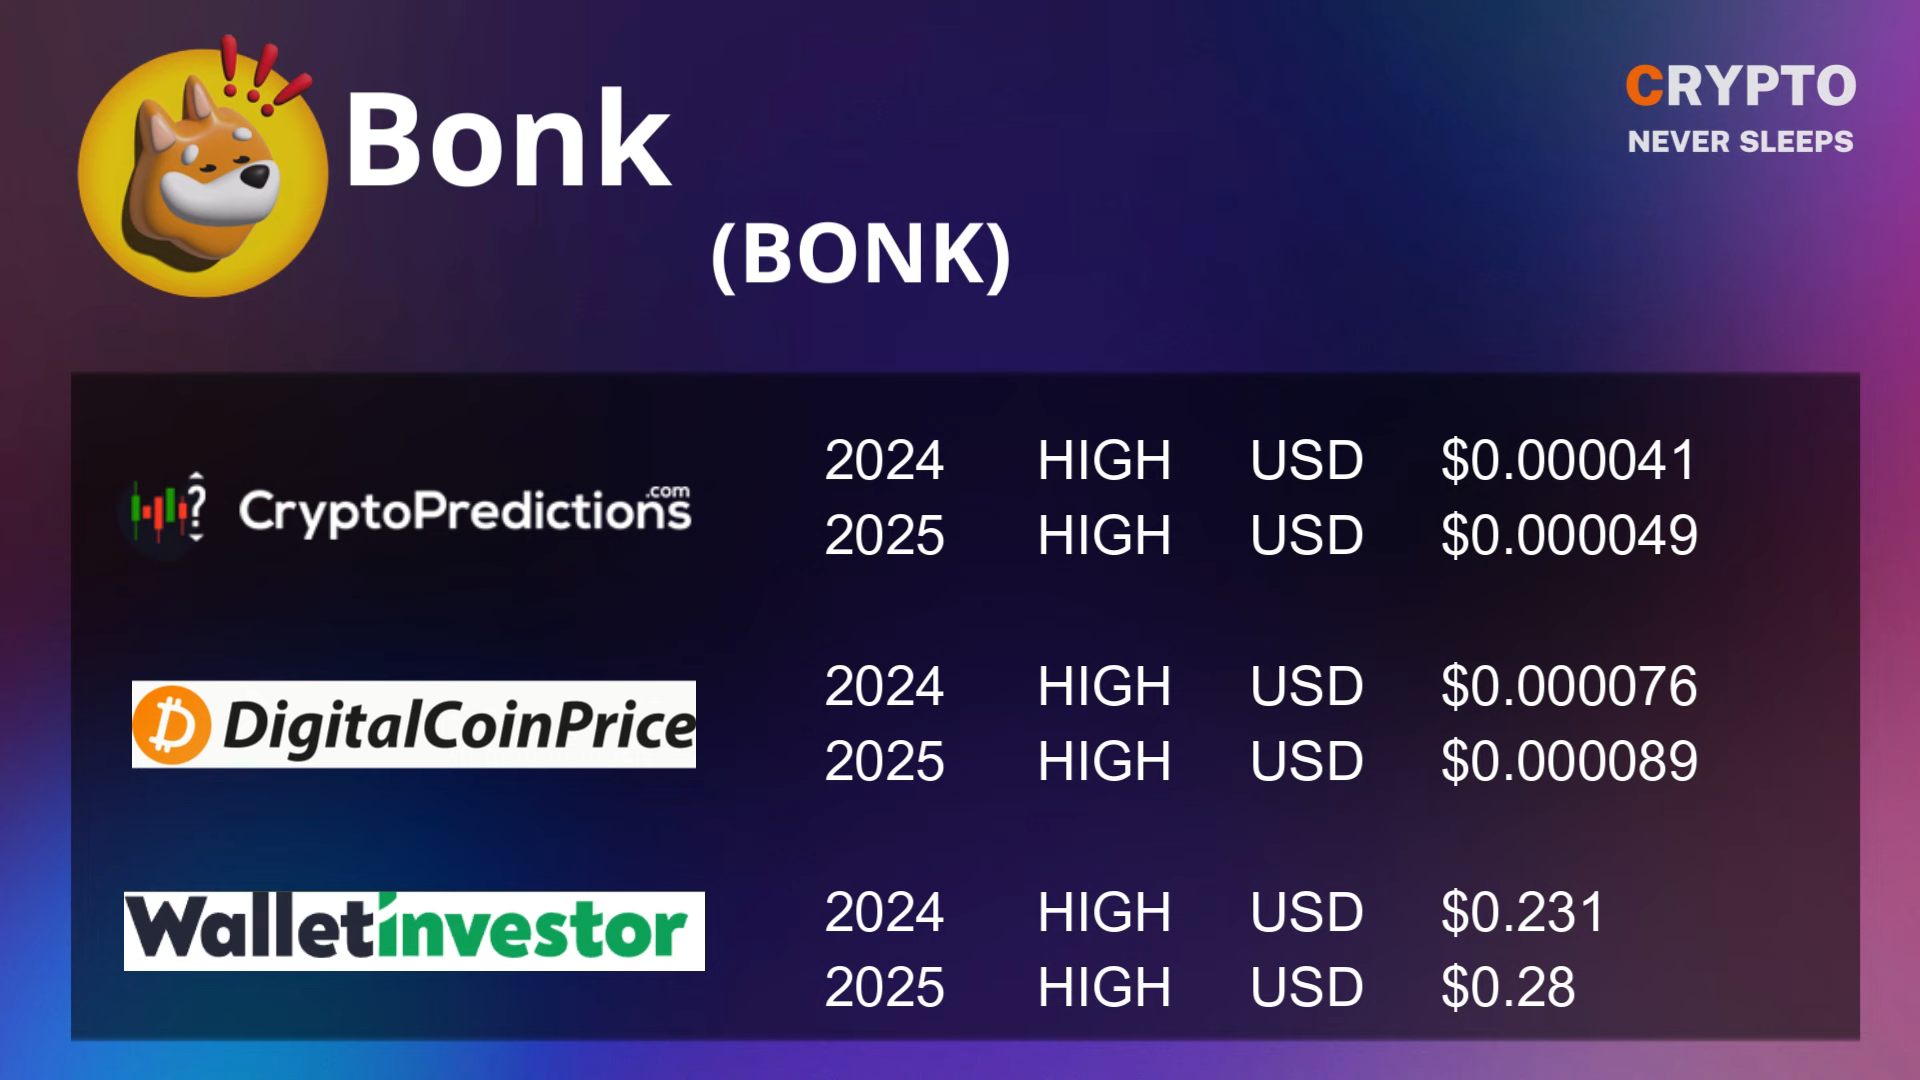 Bonk
(BONK)
CRYPTO
NEVER SLEEPS
CryptoPredictions.com
2024 HIGH USD $0.000041
2025 HIGH USD $0.000049
DigitalCoinPrice
2024 HIGH USD $0.000076
2025 HIGH USD $0.000089
Walletinvestor
2024 HIGH USD $0.231
2025 HIGH USD $0.28